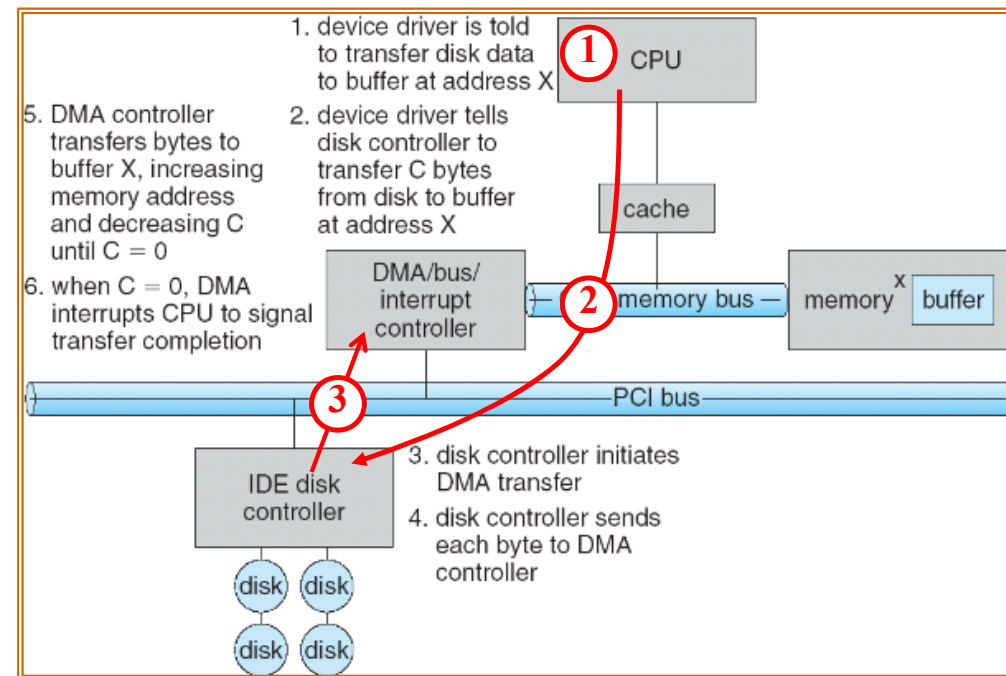 1. device driver is told
to transfer disk data
to buffer at address X
1
CPU
5. DMA controller
transfers bytes to
buffer X, increasing
memory address
and decreasing C
until C = 0
2. device driver tells
disk controller to
transfer C bytes
from disk to buffer
at address X
cache
6. when C = 0, DMA
interrupts CPU to signal
transfer completion
DMA/bus/
interrupt
controller
2
memory bus
memory
x
buffer
3
PCI bus
IDE disk
controller
3. disk controller initiates
DMA transfer
4. disk controller sends
each byte to DMA
controller
disk
disk
disk
disk